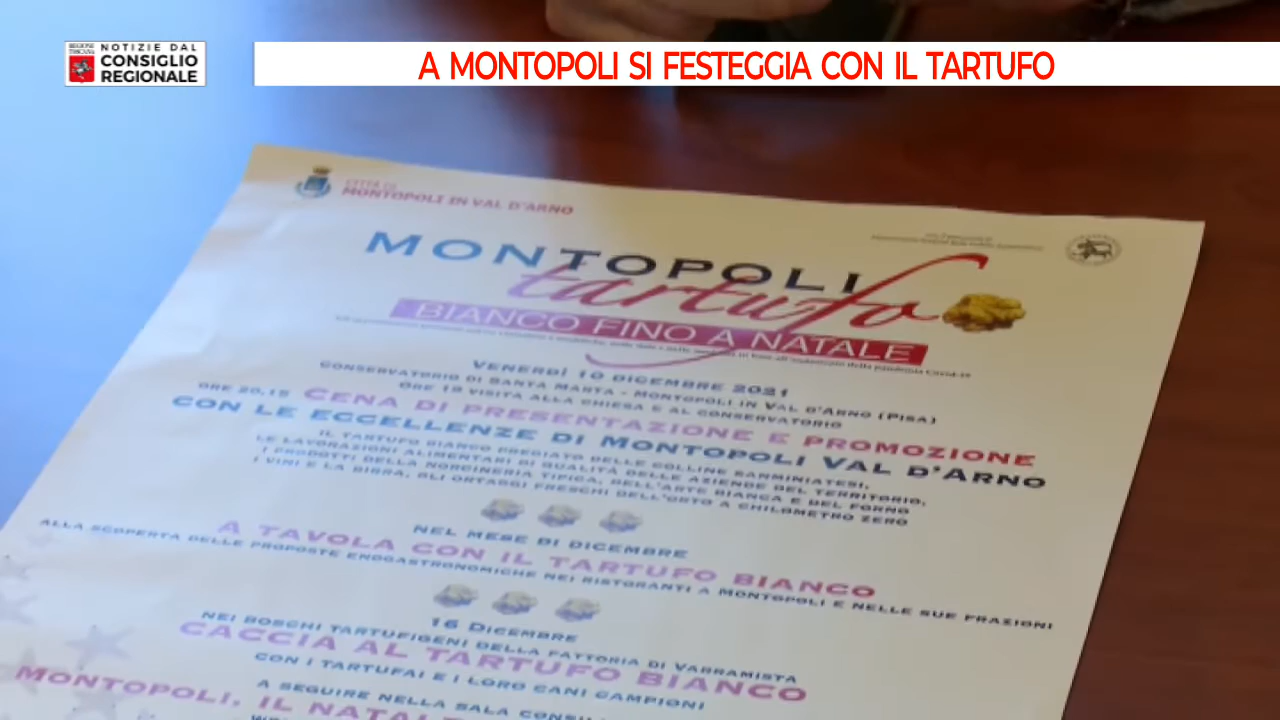 REGIONE TOSCANA
NOTIZIE DAL
CONSIGLIO
REGIONALE
A MONTOPOLI SI FESTEGGIA CON IL TARTUFO
CITTÀ DI
MONTOPOLI IN VAL D'ARNO
MONTOPOLI
tartufo
BIANCO FINO A NATALE
VENERDÌ 10 DICEMBRE 2021
CONSERVATORIO DI SANTA MARTA - MONTOPOLI IN VAL D'ARNO (PISA)
ORE 19 VISITA ALLA CHIESA E AL CONSERVATORIO
ORE 20.15 CENA DI PRESENTAZIONE E PROMOZIONE
CON LE ECCELLENZE DI MONTOPOLI VAL D'ARNO
IL TARTUFO BIANCO PREGIATO DELLE COLLINE SANMINIATESI,
LE LAVORAZIONI ALIMENTARI DI QUALITÀ DELLE AZIENDE DEL TERRITORIO,
I PRODOTTI DELLA NORCINERIA TIPICA, DELL'ARTE BIANCA E DEL FORNO
I VINI E LA BIRRA, GLI ORTAGGI FRESCHI DELL'ORTO A CHILOMETRO ZERO
NEL MESE DI DICEMBRE
A TAVOLA CON IL TARTUFO BIANCO
ALLA SCOPERTA DELLE PROPOSTE ENOGASTRONOMICHE NEI RISTORANTI A MONTOPOLI E NELLE SUE FRAZIONI
16 DICEMBRE
NEI BOSCHI TARTUFIGENI DELLA FATTORIA DI VARRAMISTA
CACCIA AL TARTUFO BIANCO
CON I TARTUFAI E I LORO CANI CAMPIONI
A SEGUIRE NELLA SALA
MONTOPOLI, IL NATALE